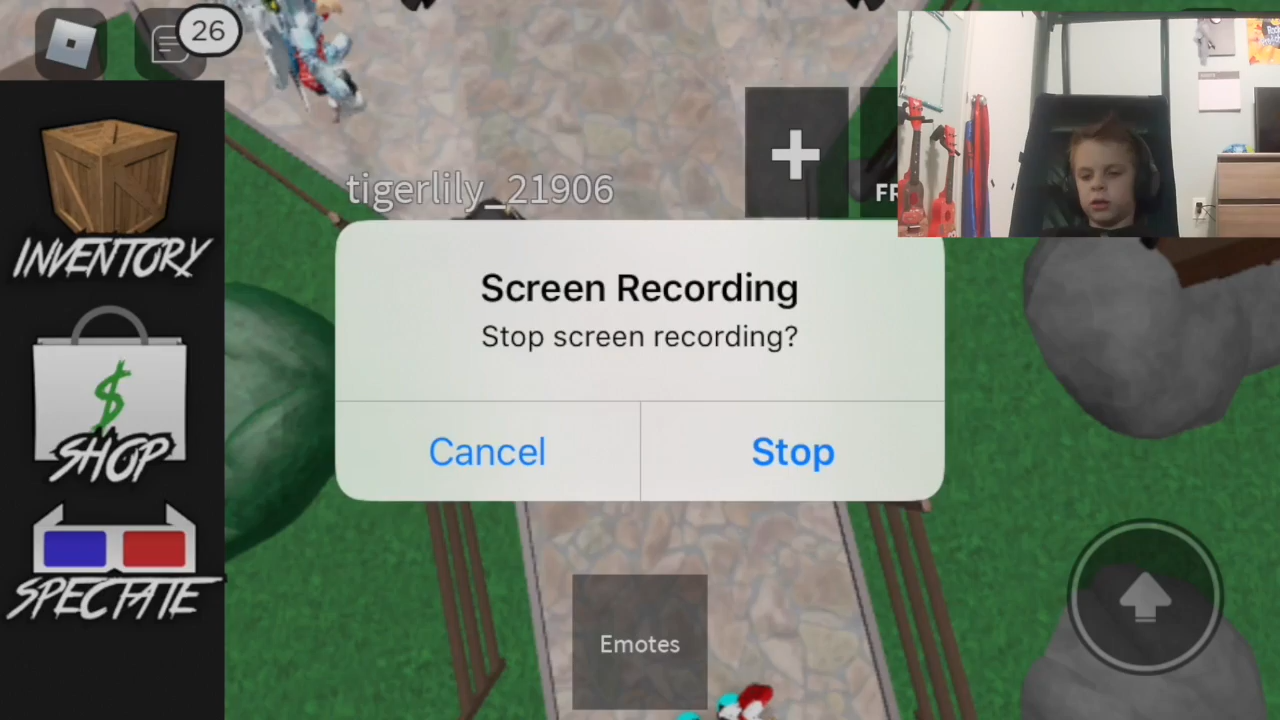 26
tigerlily_21906
INVENTORY
Screen Recording
Stop screen recording?
Cancel
Stop
$
SHOP
SPECTATE
Emotes